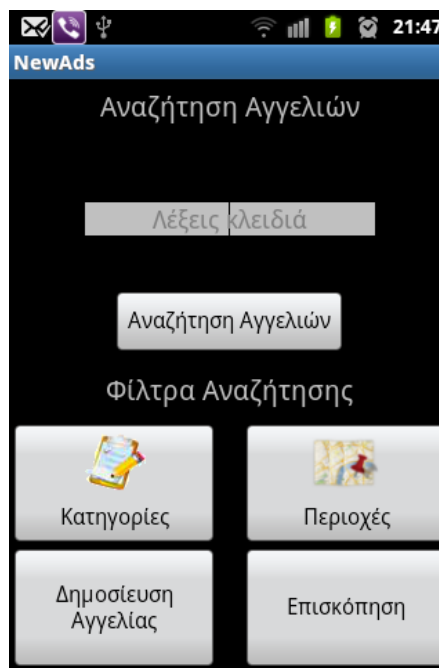 21:47
NewAds
Αναζήτηση Αγγελιών
Λέξεις κλειδιά
Αναζήτηση Αγγελιών
Φίλτρα Αναζήτησης
Κατηγορίες
Περιοχές
Δημοσίευση
Αγγελίας
Επισκόπηση